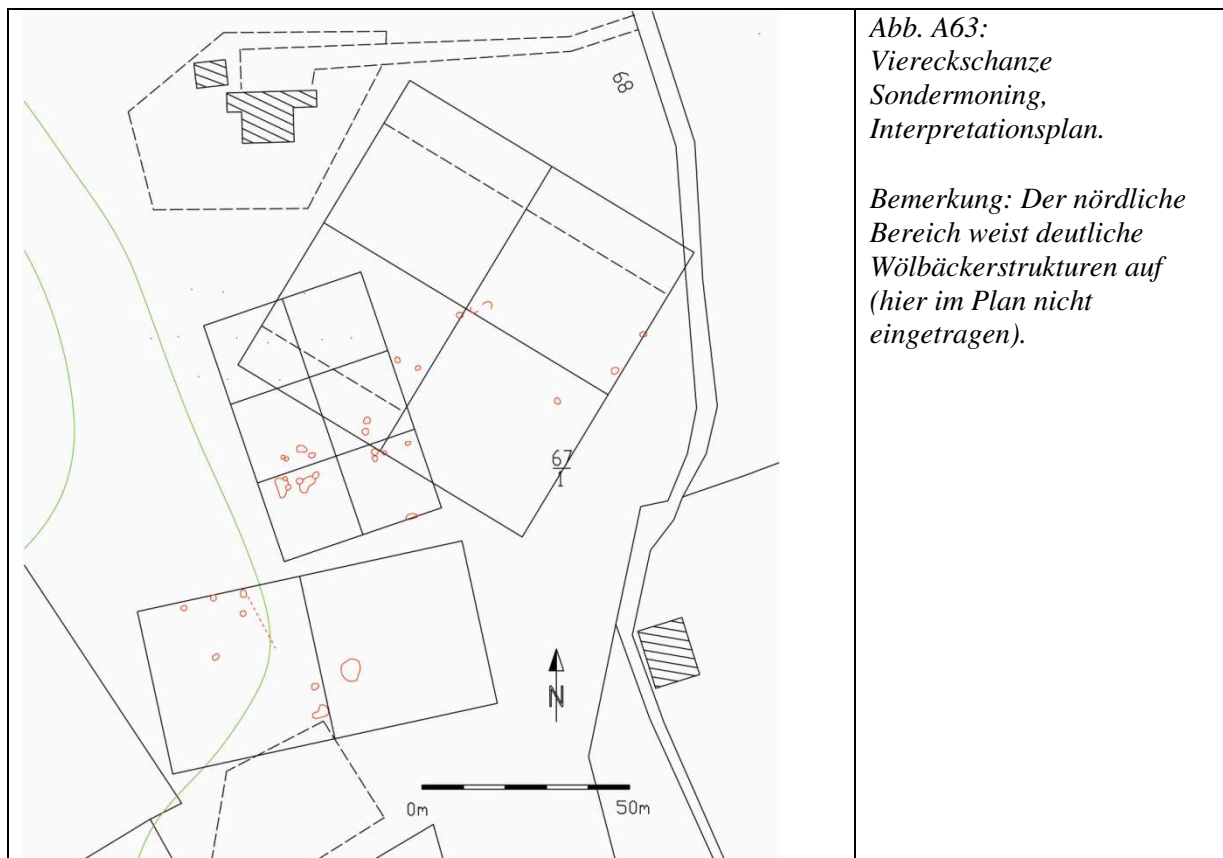 Abb. A63:
Viereckschanze
Sondermoning,
Interpretationsplan.
Bemerkung: Der nördliche
Bereich weist deutliche
Wölbäckerstrukturen auf
(hier im Plan nicht
eingetragen).
68
67
1
N
0m
50m